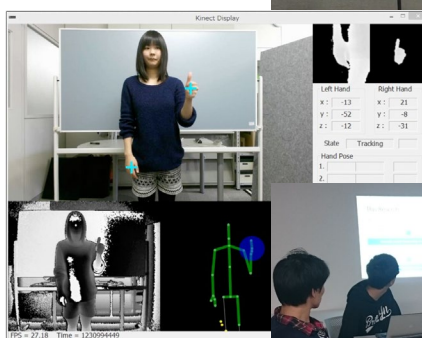 Kinect Display
Left Hand Right Hand
x : -13 x : 21
y : -52 y : -8
z : -12 z : -31
State Tracking
Hand Pose
1.
2.
FPS = 27.18 Time = 1230994449